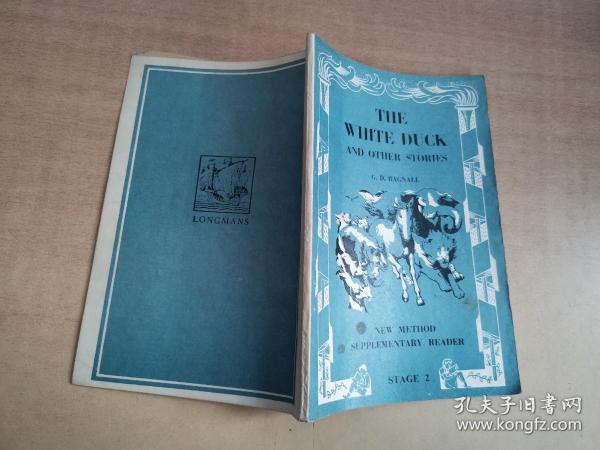 THE
WHITE DUCK
AND OTHER STORIES
G. D. BAGNALL
NEW METHOD
SUPPLEMENTARY READER
STAGE 2
LONGMANS
孔夫子旧书网
www.kongfz.com